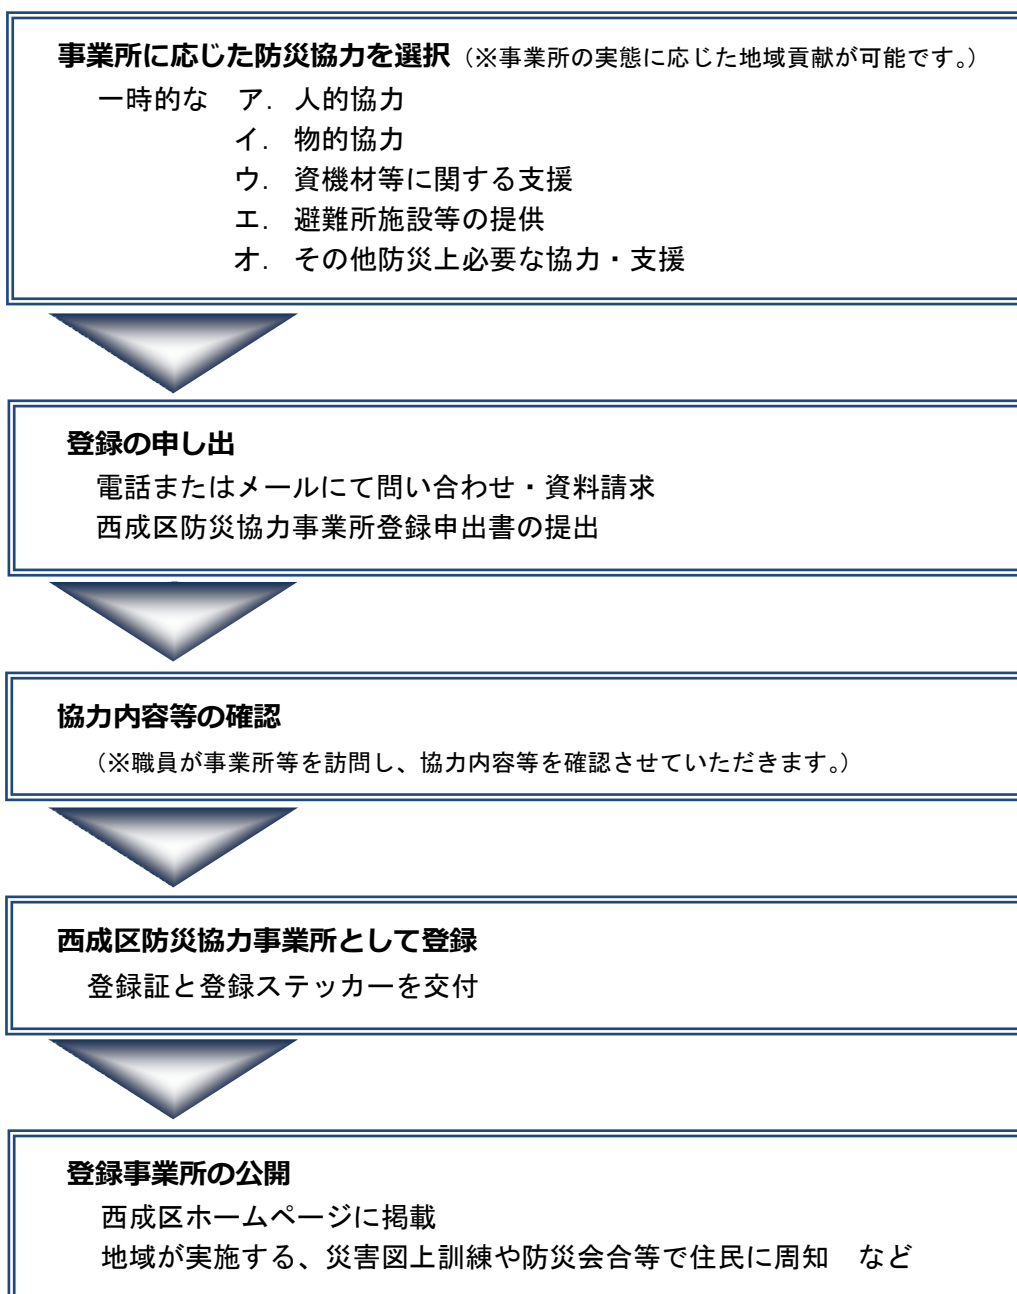 事業所に応じた防災協力を選択（※事業所の実態に応じた地域貢献が可能です。）
一時的な　ア．人的協力
イ．物的協力
ウ．資機材等に関する支援
エ．避難所施設等の提供
オ．その他防災上必要な協力・支援
登録の申し出
電話またはメールにて問い合わせ・資料請求
西成区防災協力事業所登録申出書の提出
協力内容等の確認
（※職員が事業所等を訪問し、協力内容等を確認させていただきます。）
西成区防災協力事業所として登録
登録証と登録ステッカーを交付
登録事業所の公開
西成区ホームページに掲載
地域が実施する、災害図上訓練や防災会合等で住民に周知　など